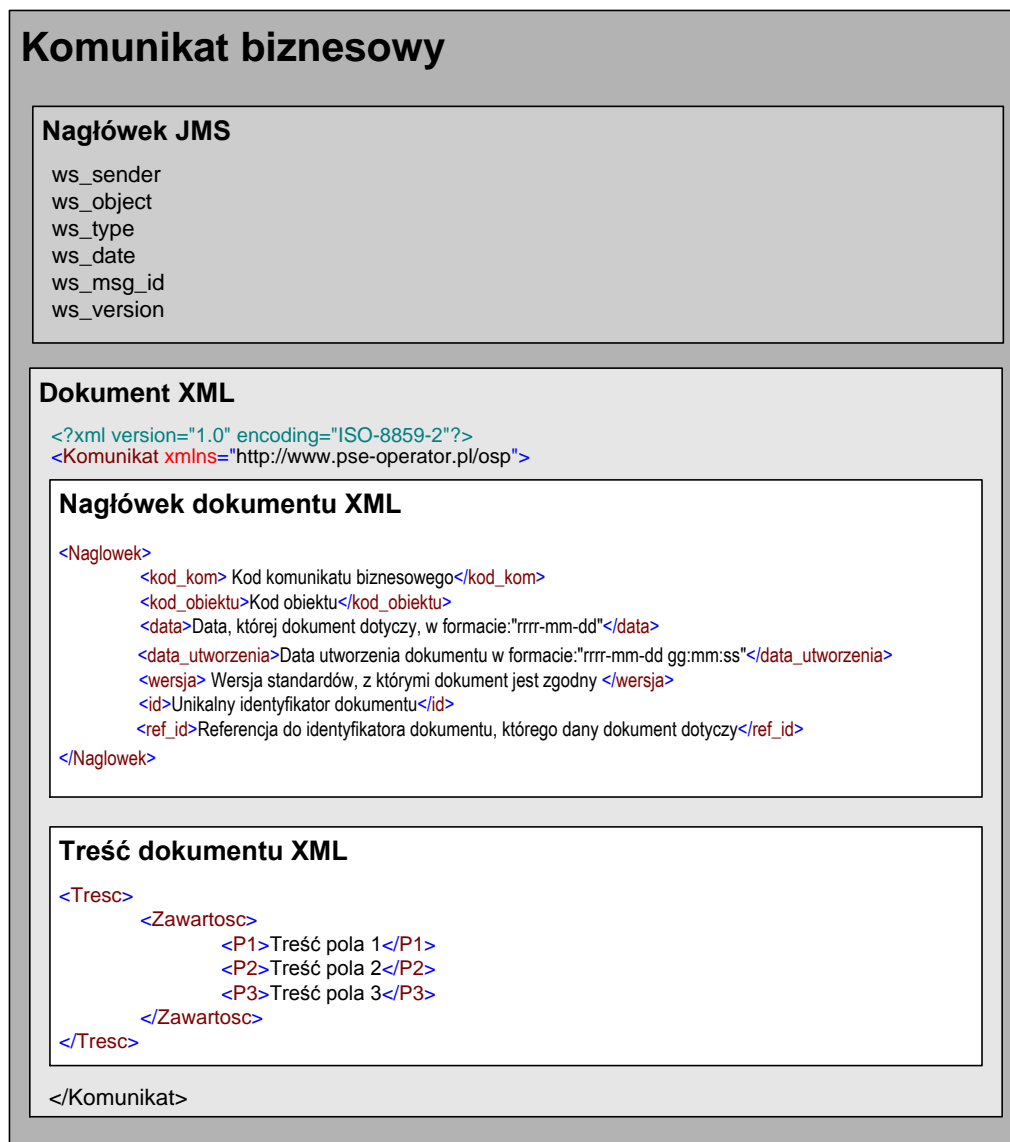 Komunikat biznesowy
Nagłówek JMS
ws_sender
ws_object
ws_type
ws_date
ws_msg_id
ws_version
Dokument XML
<?xml version="1.0" encoding="ISO-8859-2"?>
<Komunikat xmlns="http://www.pse-operator.pl/osp">
Nagłówek dokumentu XML
<Naglowek>
<kod_kom> Kod komunikatu biznesowego</kod_kom>
<kod_obiektu>Kod obiektu</kod_obiektu>
<data>Data, której dokument dotyczy, w formacie:"rrrr-mm-dd"</data>
<data_utworzenia>Data utworzenia dokumentu w formacie:"rrrr-mm-dd gg:mm:ss"</data_utworzenia>
<wersja> Wersja standardów, z którymi dokument jest zgodny </wersja>
<id>Unikalny identyfikator dokumentu</id>
<ref_id>Referencja do identyfikatora dokumentu, którego dany dokument dotyczy</ref_id>
</Naglowek>
Treść dokumentu XML
<Tresc>
<Zawartosc>
<P1>Treść pola 1</P1>
<P2>Treść pola 2</P2>
<P3>Treść pola 3</P3>
</Zawartosc>
</Tresc>
</Komunikat>